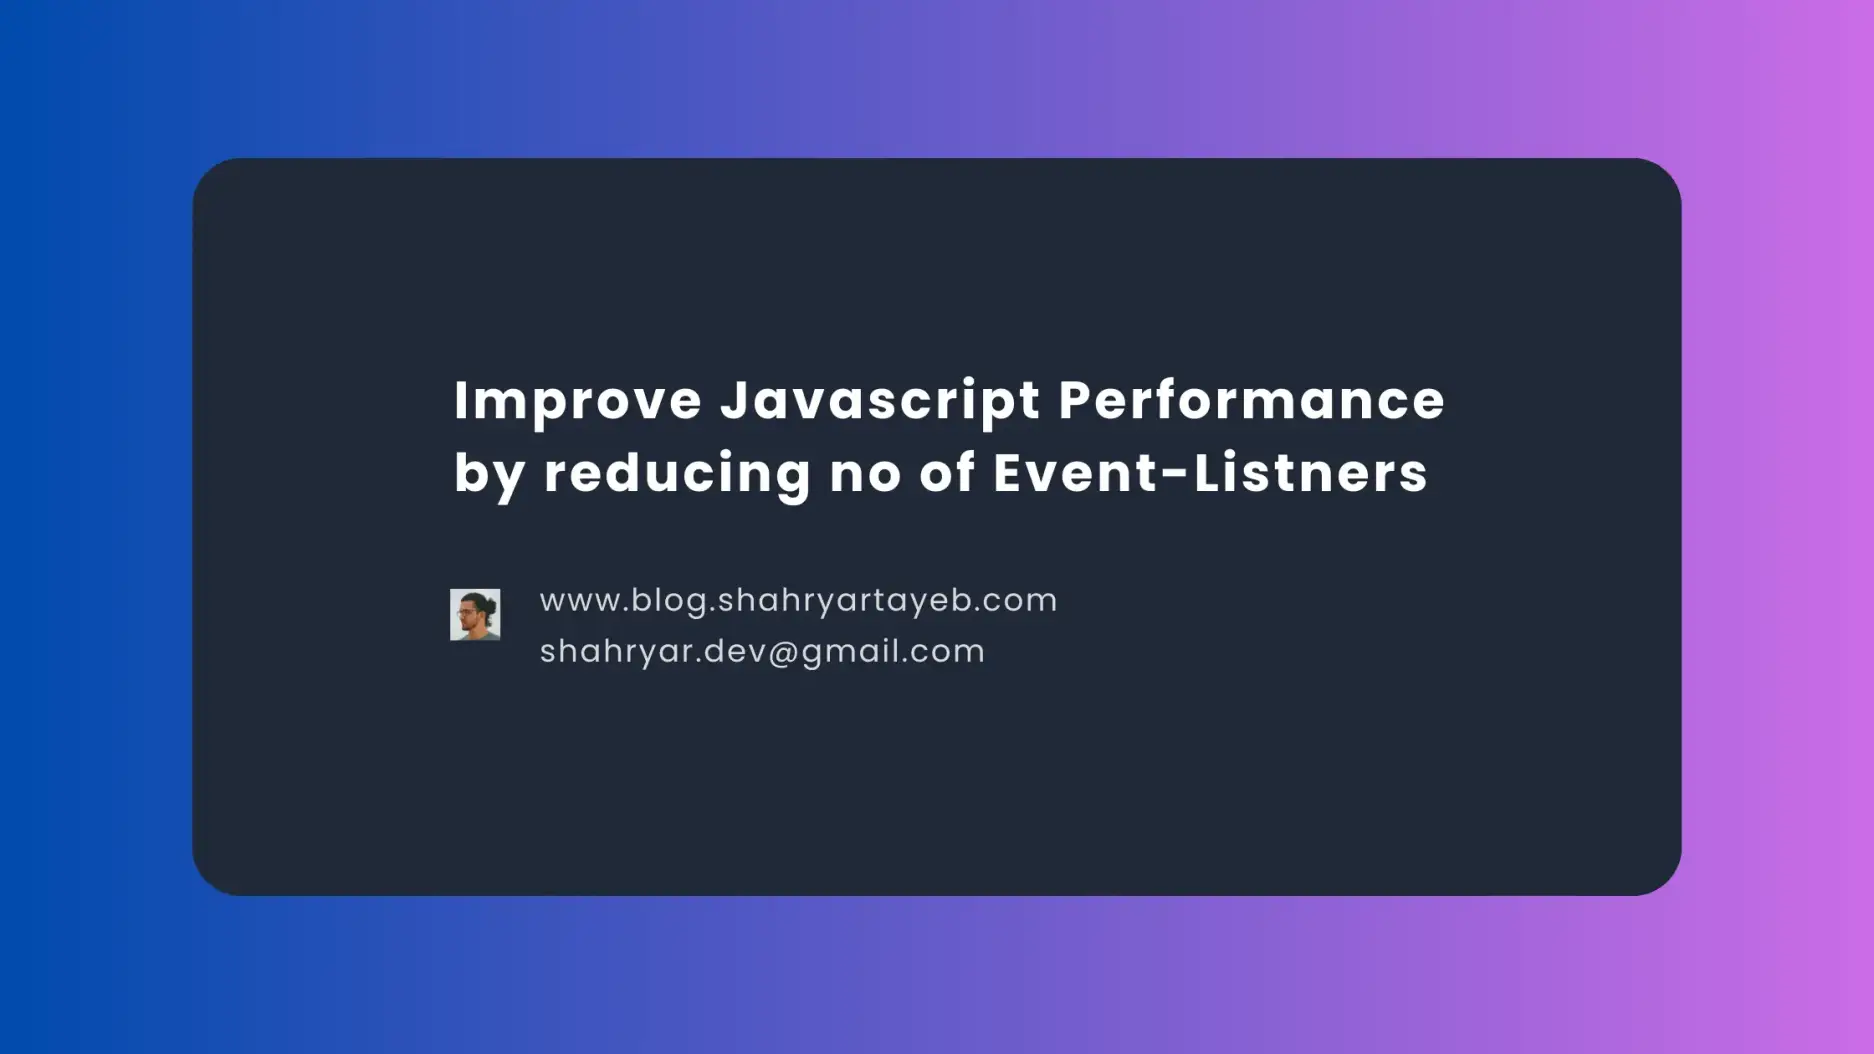 Improve Javascript Performance
by reducing no of Event-Listners
www.blog.shahryartayeb.com
shahryar.dev@gmail.com